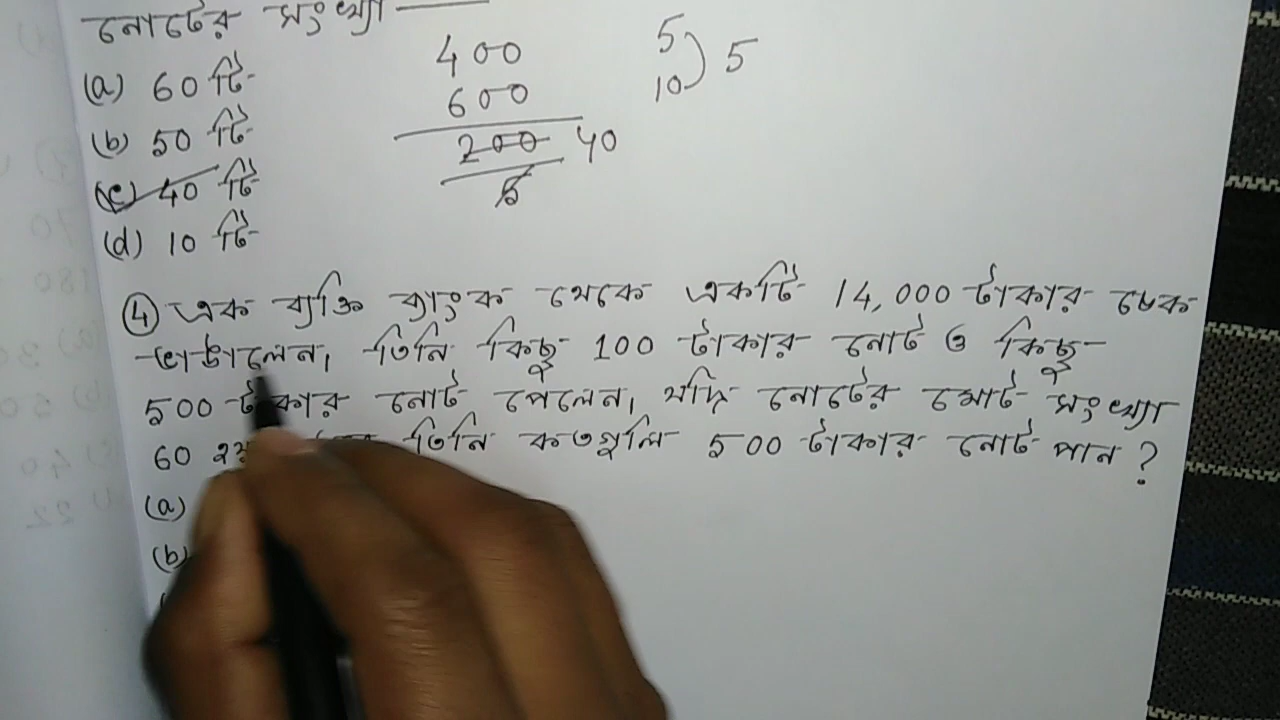 নোটের সংখ্যা
(a) 60 টি
(b) 50 টি
(c) 40 টি
(d) 10 টি
400
600
200 40
5
5
10
) 5
④ এক ব্যক্তি ব্যাংক থেকে একটি 14,000 টাকার চেক
ভাঙালেন। তিনি কিছু 100 টাকার নোট ও কিছু
500 টাকার নোট পেলেন। যদি নোটের মোট সংখ্যা
60 তিনি কতগুলি 500 টাকার নোট পান ?
(a)
(b)